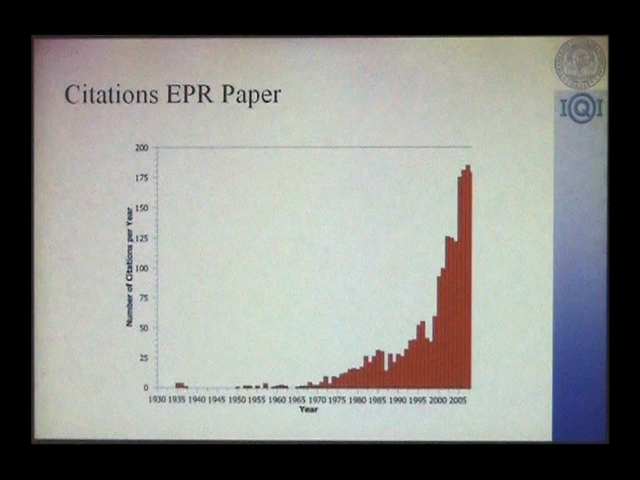 Citations EPR Paper
IQI
Number of Citations per Year
200
175
150
125
100
75
50
25
0
1930 1935 1940 1945 1950 1955 1960 1965 1970 1975 1980 1985 1990 1995 2000 2005
Year